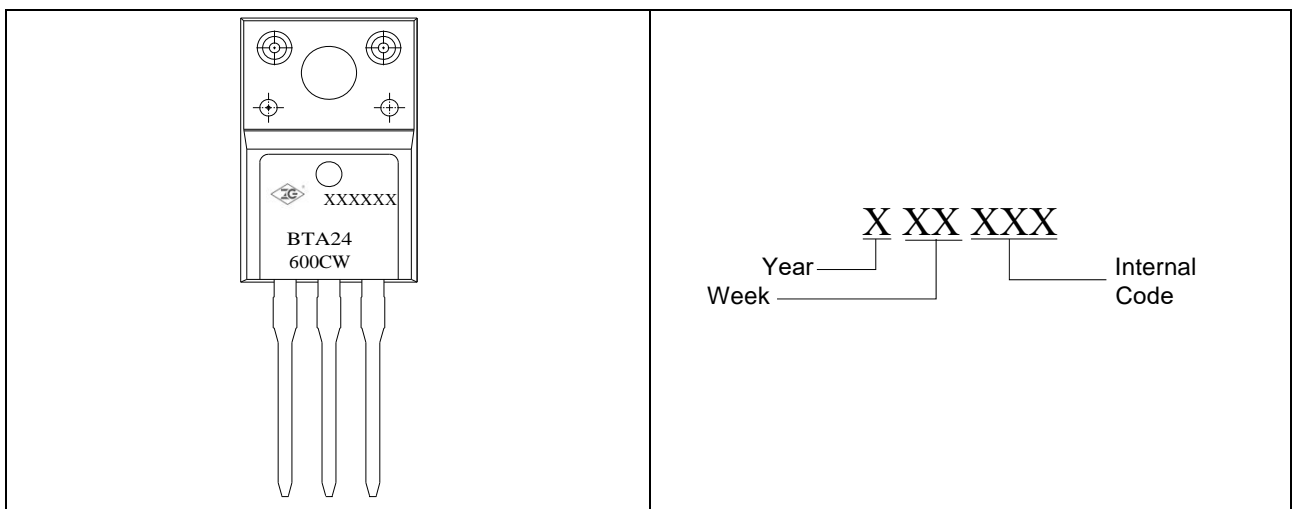 XXXXXX
BTA24
600CW
X XX XXX
Year
Week
Internal
Code